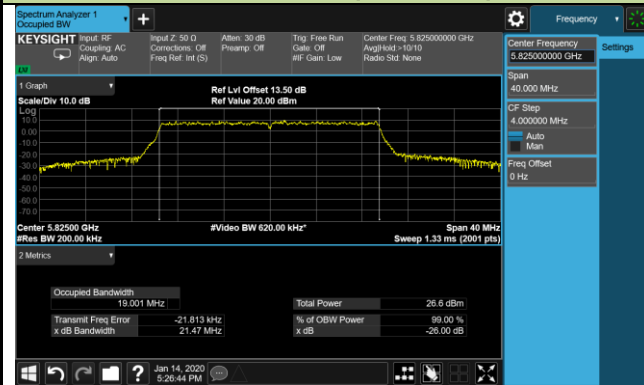 Spectrum Analyzer 1
Occupied BW
+
Frequency
KEYSIGHT
Input: RF
Coupling: AC
Align: Auto
Input Z: 50 Ω
Corrections: Off
Freq Ref: Int (S)
Atten: 30 dB
Preamp: Off
Trig: Free Run
Gate: Off
#IF Gain: Low
Center Freq: 5.825000000 GHz
Avg|Hold:>10/10
Radio Std: None
1 Graph
Scale/Div 10.0 dB
Ref Lvl Offset 13.50 dB
Ref Value 20.00 dBm
Log
10.0
0.00
-10.0
-20.0
-30.0
-40.0
-50.0
-60.0
-70.0
Center 5.82500 GHz
#Res BW 200.00 kHz
#Video BW 620.00 kHz*
Span 40 MHz
Sweep 1.33 ms (2001 pts)
2 Metrics
Occupied Bandwidth
19.001 MHz
Transmit Freq Error -21.813 kHz
x dB Bandwidth 21.47 MHz
Total Power 26.6 dBm
% of OBW Power 99.00 %
x dB -26.00 dB
Center Frequency
5.825000000 GHz
Settings
Span
40.000 MHz
CF Step
4.000000 MHz
Auto
Man
Freq Offset
0 Hz
?
Jan 14, 2020
5:26:44 PM